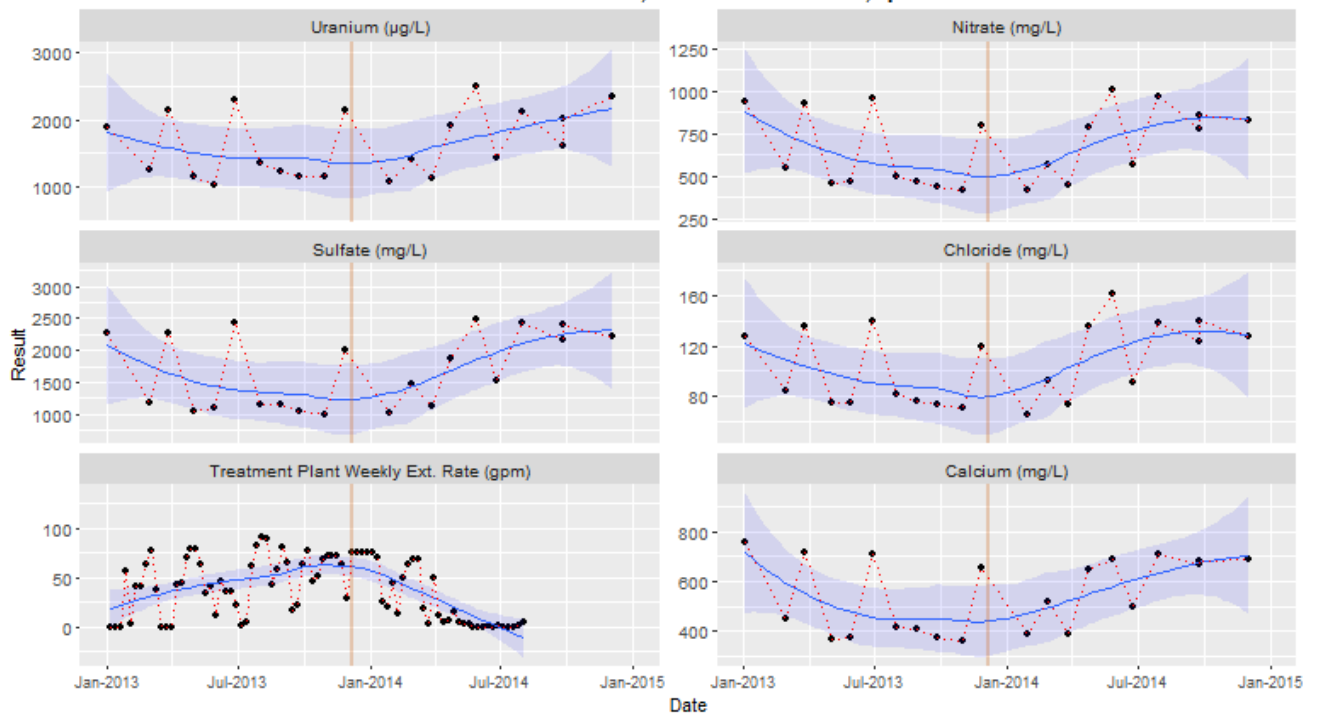 Uranium (µg/L)
Nitrate (mg/L)
3000
2000
1000
1250
1000
750
500
250
Sulfate (mg/L)
Chloride (mg/L)
3000
2500
2000
1500
1000
160
120
80
Result
Treatment Plant Weekly Ext. Rate (gpm)
Calcium (mg/L)
100
50
0
800
600
400
Jan-2013
Jul-2013
Jan-2014
Jul-2014
Jan-2015
Jan-2013
Jul-2013
Jan-2014
Jul-2014
Jan-2015
Date